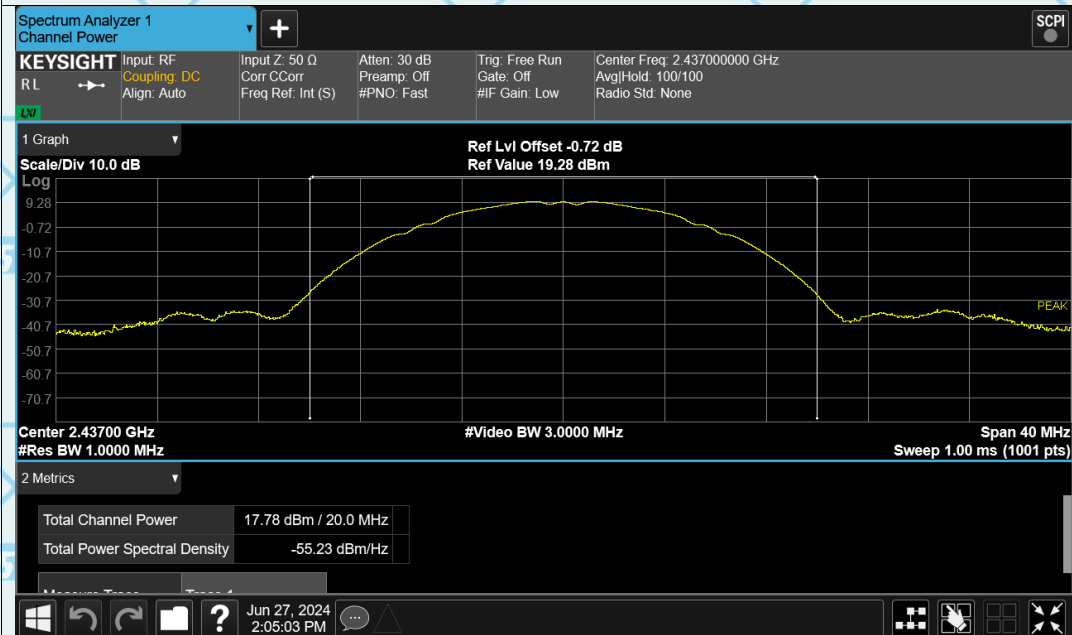 Spectrum Analyzer 1
Channel Power
+
SCPI
KEYSIGHT
R L
LXI
Input: RF
Coupling: DC
Align: Auto
Input Z: 50 Ω
Corr CCorr
Freq Ref: Int (S)
Atten: 30 dB
Preamp: Off
#PNO: Fast
Trig: Free Run
Gate: Off
#IF Gain: Low
Center Freq: 2.437000000 GHz
Avg|Hold: 100/100
Radio Std: None
1 Graph
Scale/Div 10.0 dB
Ref Lvl Offset -0.72 dB
Ref Value 19.28 dBm
Log
9.28
-0.72
-10.7
-20.7
-30.7
-40.7
-50.7
-60.7
-70.7
PEAK
Center 2.43700 GHz
#Video BW 3.0000 MHz
Span 40 MHz
#Res BW 1.0000 MHz
Sweep 1.00 ms (1001 pts)
2 Metrics
Total Channel Power 17.78 dBm / 20.0 MHz
Total Power Spectral Density -55.23 dBm/Hz
?
Jun 27, 2024
2:05:03 PM